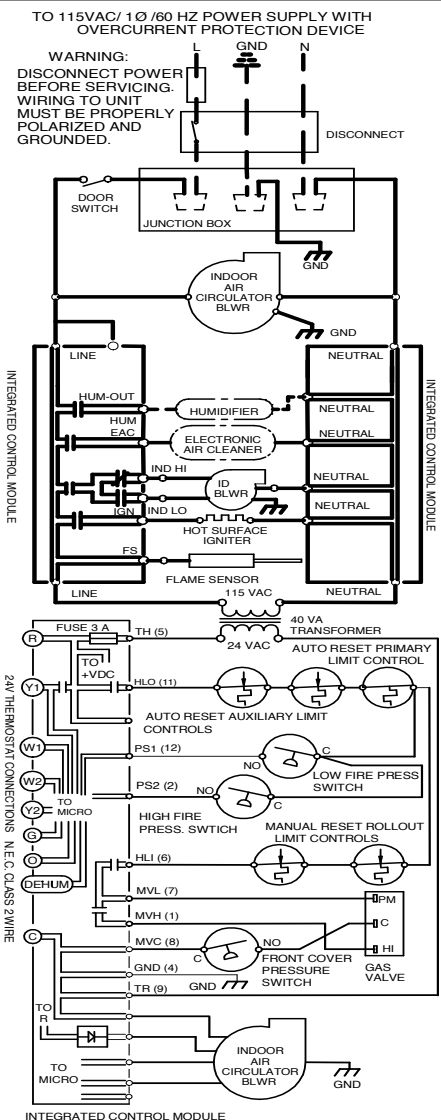 TO 115VAC/ 1Ø /60 HZ POWER SUPPLY WITH
OVERCURRENT PROTECTION DEVICE
L
GND
N
WARNING:
DISCONNECT POWER
BEFORE SERVICING.
WIRING TO UNIT
MUST BE PROPERLY
POLARIZED AND
GROUNDED.
DISCONNECT
DOOR
SWITCH
JUNCTION BOX
GND
INDOOR
AIR
CIRCULATOR
BLWR
GND
INTEGRATED CONTROL MODULE
LINE
NEUTRAL
INTEGRATED CONTROL MODULE
HUM-OUT
HUMIDIFIER
NEUTRAL
HUM
EAC
ELECTRONIC
AIR CLEANER
NEUTRAL
IND HI
ID
BLWR
NEUTRAL
IGN
IND LO
NEUTRAL
HOT SURFACE
IGNITER
FS
FLAME SENSOR
LINE
115 VAC
NEUTRAL
40 VA
TRANSFORMER
24 VAC
24V THERMOSTAT CONNECTIONS N.E.C. CLASS 2 WIRE
R
FUSE 3 A
TH (5)
TO
+VDC
AUTO RESET PRIMARY
LIMIT CONTROL
Y1
HLO (11)
AUTO RESET AUXILIARY LIMIT
CONTROLS
W1
PS1 (12)
NO
C
LOW FIRE PRESS
SWITCH
W2
PS2 (2)
NO
C
HIGH FIRE
PRESS. SWTICH
Y2
TO
MICRO
G
O
DEHUM
MANUAL RESET ROLLOUT
LIMIT CONTROLS
HLI (6)
MVL (7)
PM
MVH (1)
C
C
MVC (8)
C
NO
HI
FRONT COVER
PRESSURE
SWITCH
GAS
VALVE
GND (4)
GND
TR (9)
TO
R
TO
MICRO
INDOOR
AIR
CIRCULATOR
BLWR
GND
INTEGRATED CONTROL MODULE